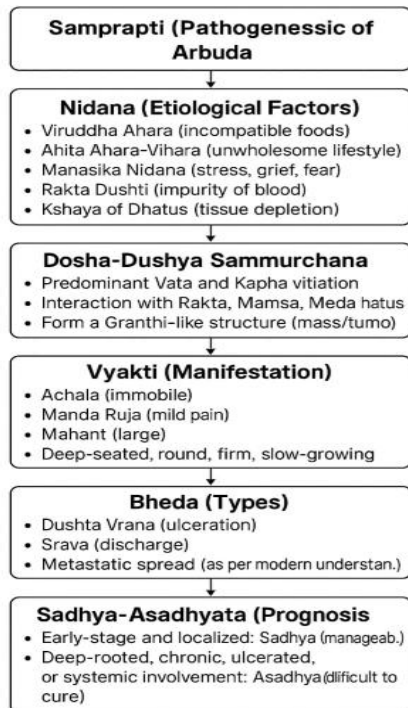 Samprapti (Pathogenessic of
Arbuda
Nidana (Etiological Factors)
• Viruddha Ahara (incompatible foods)
• Ahita Ahara-Vihara (unwholesome lifestyle)
• Manasika Nidana (stress, grief, fear)
• Rakta Dushti (impurity of blood)
• Kshaya of Dhatus (tissue depletion)
Dosha-Dushya Sammurchana
• Predominant Vata and Kapha vitiation
• Interaction with Rakta, Mamsa, Meda hatus
• Form a Granthi-like structure (mass/tumo)
Vyakti (Manifestation)
• Achala (immobile)
• Manda Ruja (mild pain)
• Mahant (large)
• Deep-seated, round, firm, slow-growing
Bheda (Types)
• Dushta Vrana (ulceration)
• Srava (discharge)
• Metastatic spread (as per modern understan.)
Sadhya-Asadhyata (Prognosis
• Early-stage and localized: Sadhya (manageab.)
• Deep-rooted, chronic, ulcerated,
or systemic involvement: Asadhya (dificult to
cure)